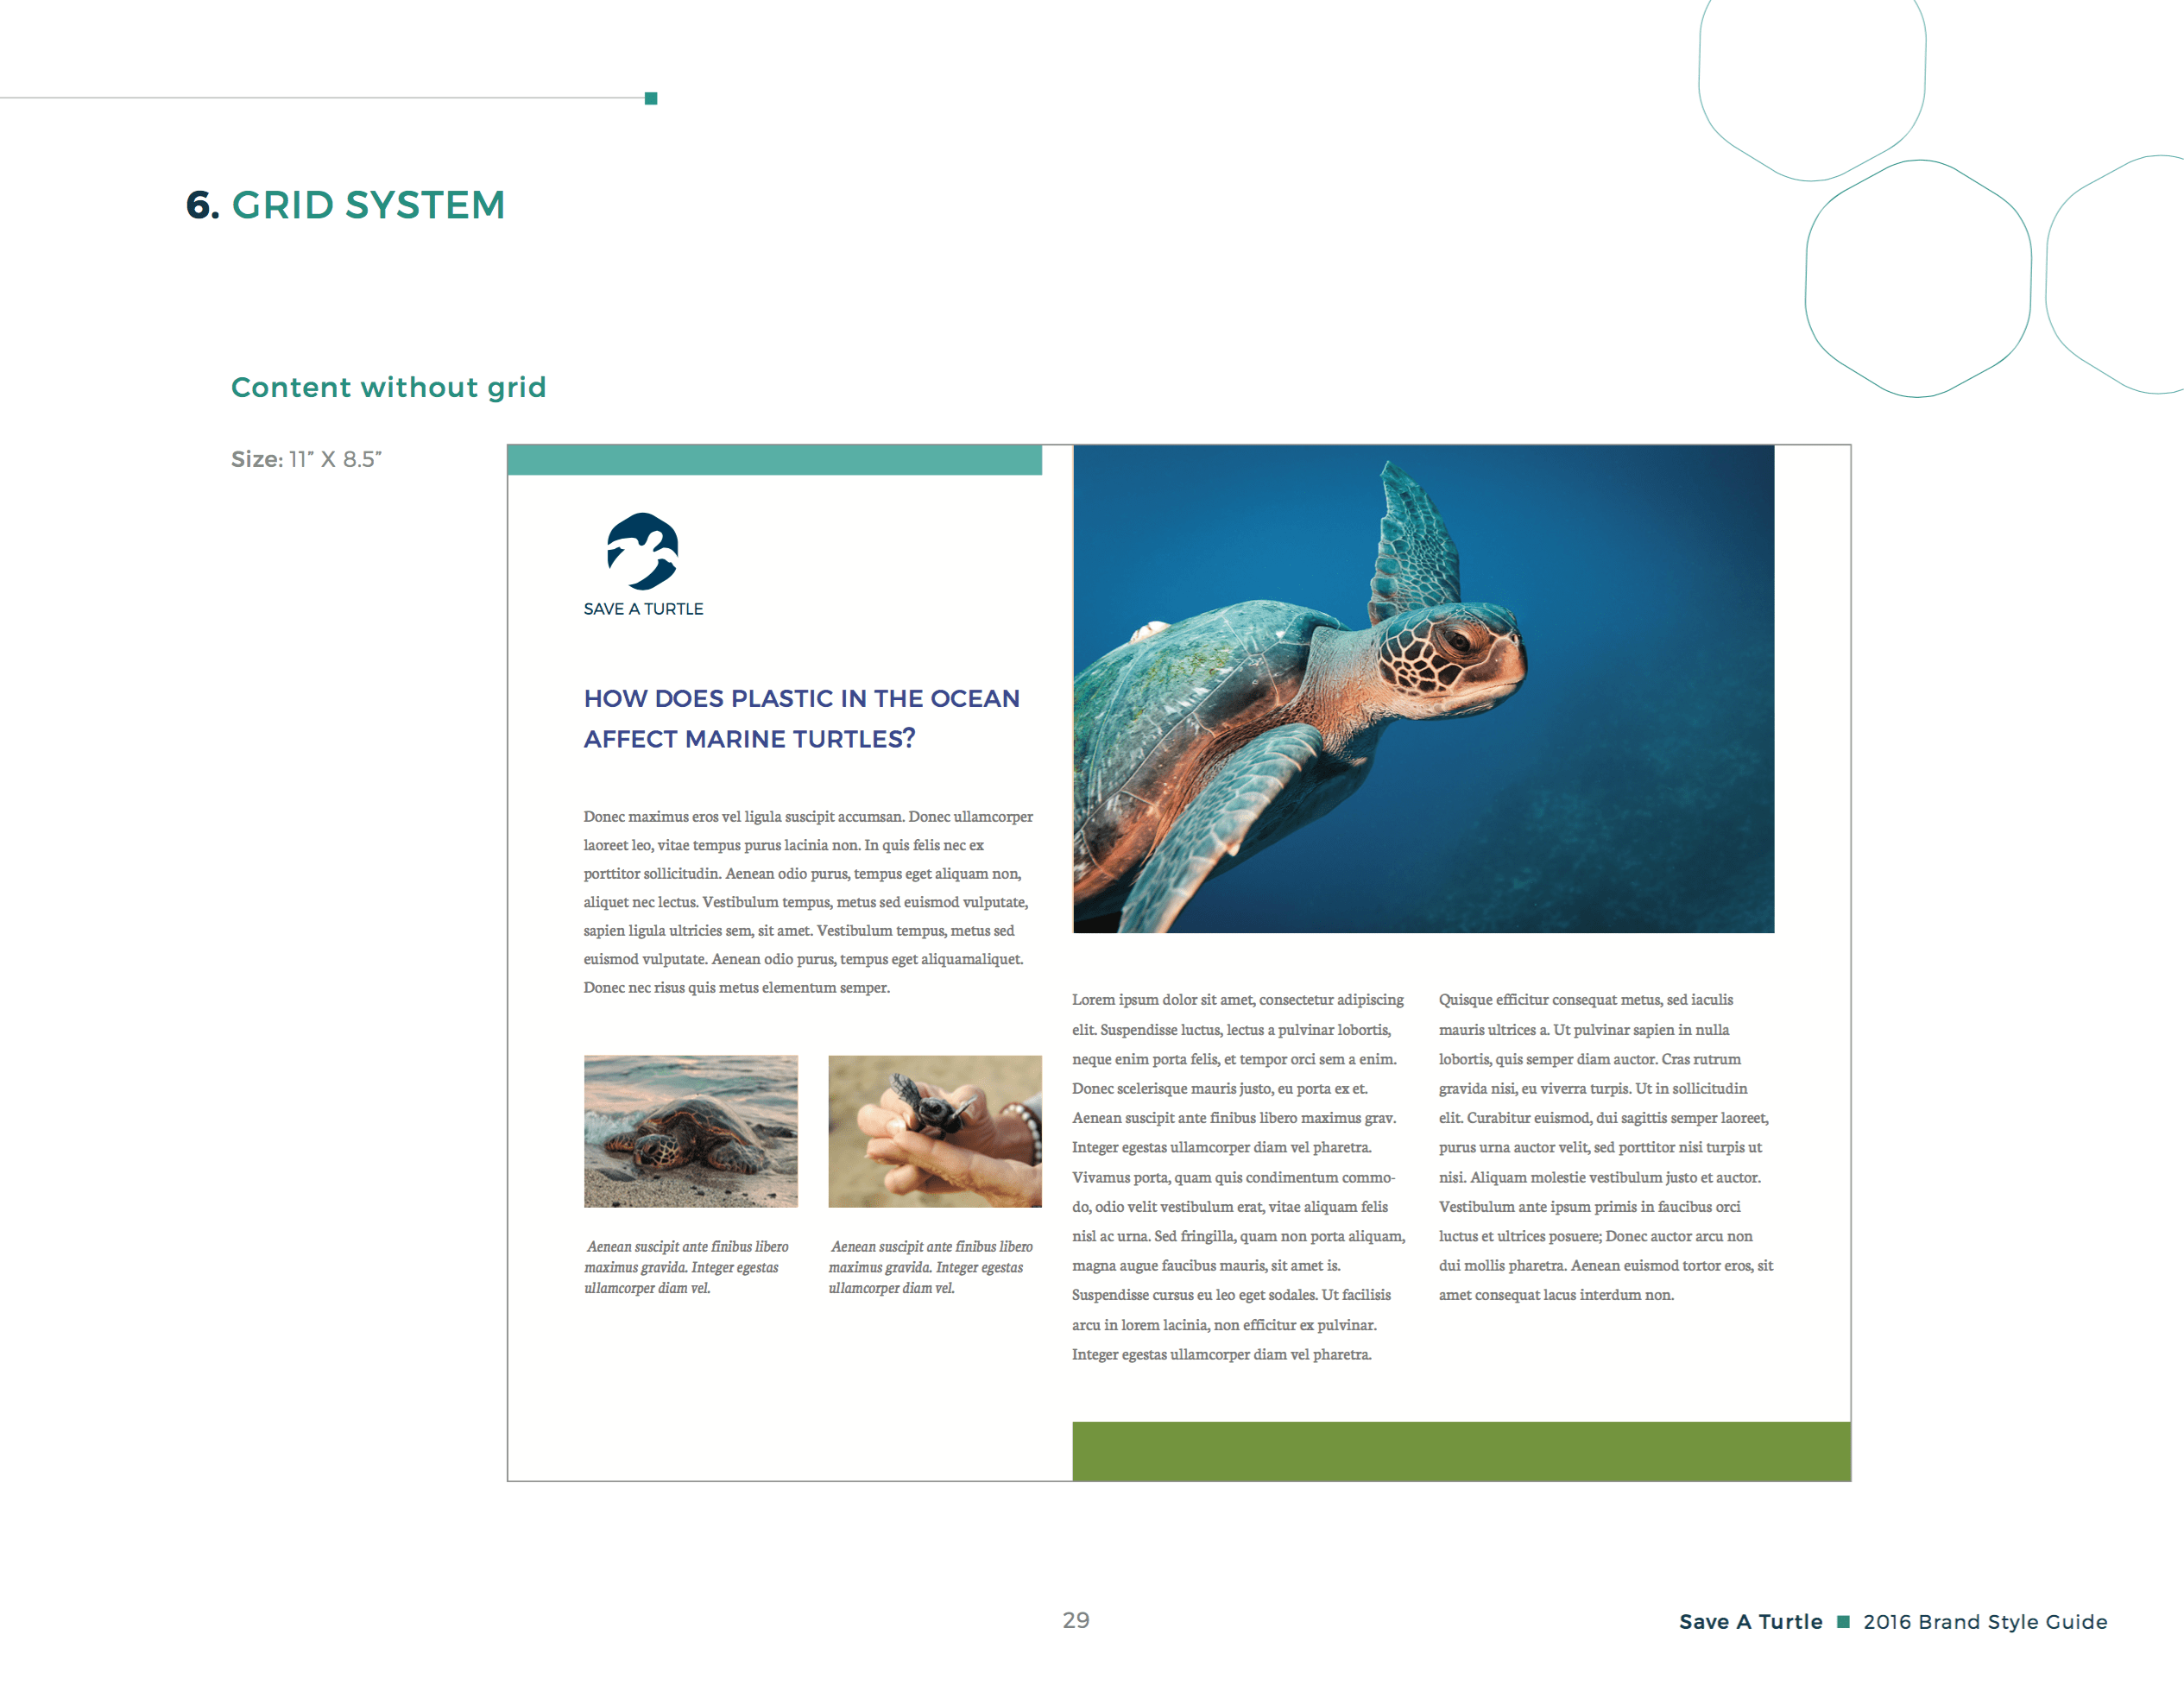 6. GRID SYSTEM
Content without grid
Size: 11” X 8.5”
SAVE A TURTLE
HOW DOES PLASTIC IN THE OCEAN
AFFECT MARINE TURTLES?
Donec maximus eros vel ligula suscipit accumsan. Donec ullamcorper
laoreet leo, vitae tempus purus lacinia non. In quis felis nec ex
porttitor sollicitudin. Aenean odio purus, tempus eget aliquam non,
aliquet nec lectus. Vestibulum tempus, metus sed euismod vulputate,
sapien ligula ultricies sem, sit amet. Vestibulum tempus, metus sed
euismod vulputate. Aenean odio purus, tempus eget aliquamaliquet.
Donec nec risus quis metus elementum semper.
Aenean suscipit ante finibus libero
maximus gravida. Integer egestas
ullamcorper diam vel.
Aenean suscipit ante finibus libero
maximus gravida. Integer egestas
ullamcorper diam vel.
Lorem ipsum dolor sit amet, consectetur adipiscing
elit. Suspendisse luctus, lectus a pulvinar lobortis,
neque enim porta felis, et tempor orci sem a enim.
Donec scelerisque mauris justo, eu porta ex et.
Aenean suscipit ante finibus libero maximus grav.
Integer egestas ullamcorper diam vel pharetra.
Vivamus porta, quam quis condimentum commo-
do, odio velit vestibulum erat, vitae aliquam felis
nisl ac urna. Sed fringilla, quam non porta aliquam,
magna augue faucibus mauris, sit amet is.
Suspendisse cursus eu leo eget sodales. Ut facilisis
arcu in lorem lacinia, non efficitur ex pulvinar.
Integer egestas ullamcorper diam vel pharetra.
Quisque efficitur consequat metus, sed iaculis
mauris ultrices a. Ut pulvinar sapien in nulla
lobortis, quis semper diam auctor. Cras rutrum
gravida nisi, eu viverra turpis. Ut in sollicitudin
elit. Curabitur euismod, dui sagittis semper laoreet,
purus urna auctor velit, sed porttitor nisi turpis ut
nisi. Aliquam molestie vestibulum justo et auctor.
Vestibulum ante ipsum primis in faucibus orci
luctus et ultrices posuere; Donec auctor arcu non
dui mollis pharetra. Aenean euismod tortor eros, sit
amet consequat lacus interdum non.
29
Save A Turtle ■ 2016 Brand Style Guide